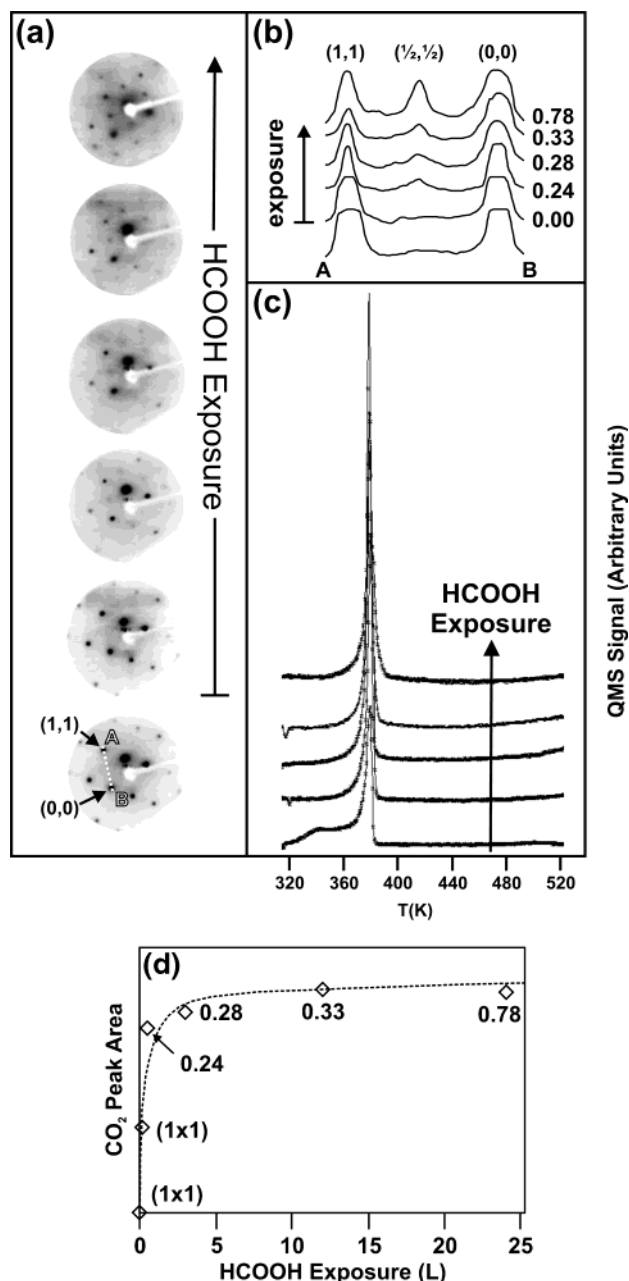 (a)
HCOOH Exposure
(1,1)
A
(0,0)
B
(b)
(1,1) (½,½) (0,0)
exposure
0.78
0.33
0.28
0.24
0.00
A B
(c)
HCOOH
Exposure
QMS Signal (Arbitrary Units)
320 360 400 440 480 520
T(K)
(d)
CO₂ Peak Area
0.28
0.33
0.78
0.24
(1x1)
(1x1)
0 5 10 15 20 25
HCOOH Exposure (L)